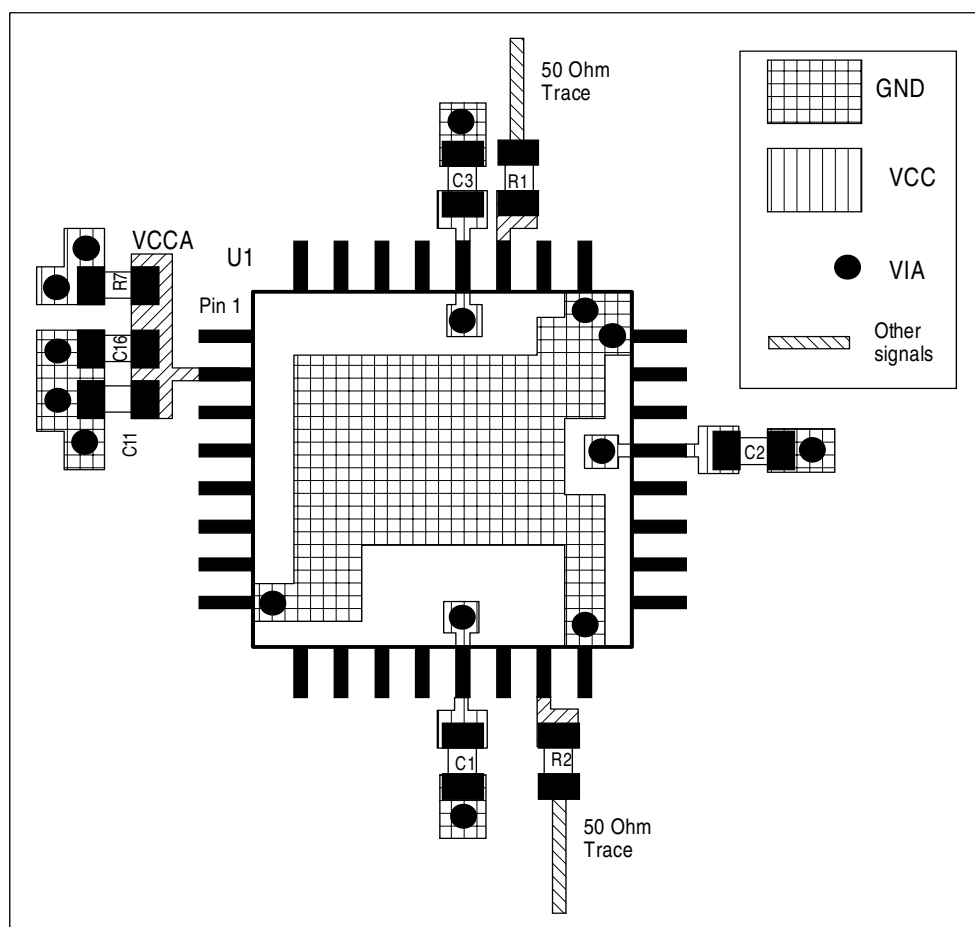 50 Ohm
Trace
GND
C3
R1
VCC
VCCA
U1
R7
VIA
Pin 1
C16
Other
signals
C11
C2
C1
R2
50 Ohm
Trace